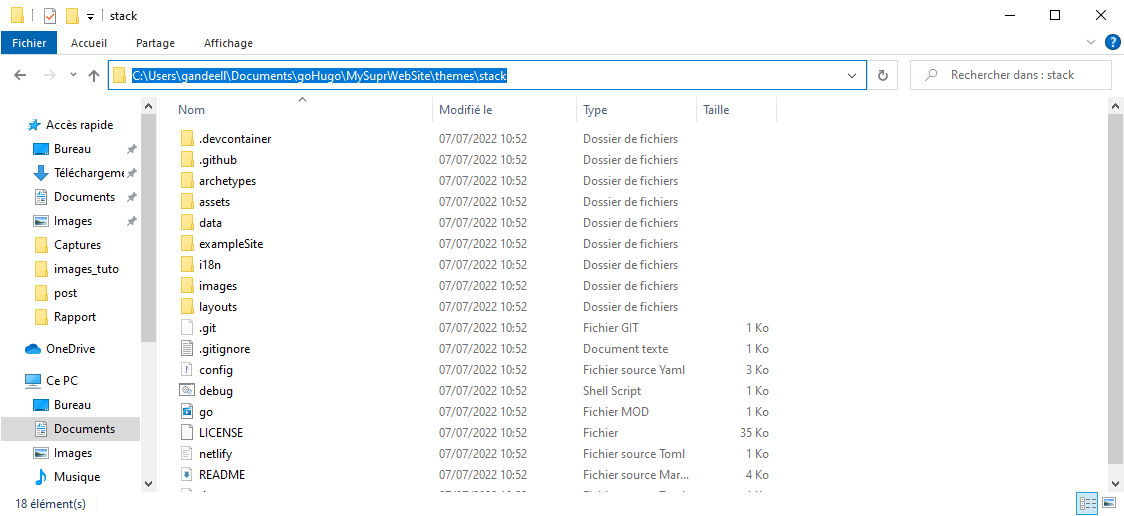 stack
Fichier Accueil Partage Affichage
C:\Users\gandeell\Documents\goHugo\MySuprWebSite\themes\stack
Rechercher dans : stack
Nom Modifié le Type Taille
Accès rapide
Bureau
Téléchargeme
Documents
Images
Captures
images_tuto
post
Rapport
OneDrive
Ce PC
Bureau
Documents
Images
Musique
.devcontainer 07/07/2022 10:52 Dossier de fichiers
.github 07/07/2022 10:52 Dossier de fichiers
archetypes 07/07/2022 10:52 Dossier de fichiers
assets 07/07/2022 10:52 Dossier de fichiers
data 07/07/2022 10:52 Dossier de fichiers
exampleSite 07/07/2022 10:52 Dossier de fichiers
i18n 07/07/2022 10:52 Dossier de fichiers
images 07/07/2022 10:52 Dossier de fichiers
layouts 07/07/2022 10:52 Dossier de fichiers
.git 07/07/2022 10:52 Fichier GIT 1 Ko
.gitignore 07/07/2022 10:52 Document texte 1 Ko
config 07/07/2022 10:52 Fichier source Yaml 3 Ko
debug 07/07/2022 10:52 Shell Script 1 Ko
go 07/07/2022 10:52 Fichier MOD 1 Ko
LICENSE 07/07/2022 10:52 Fichier 35 Ko
netlify 07/07/2022 10:52 Fichier source Toml 1 Ko
README 07/07/2022 10:52 Fichier source Mar... 4 Ko
18 élément(s)